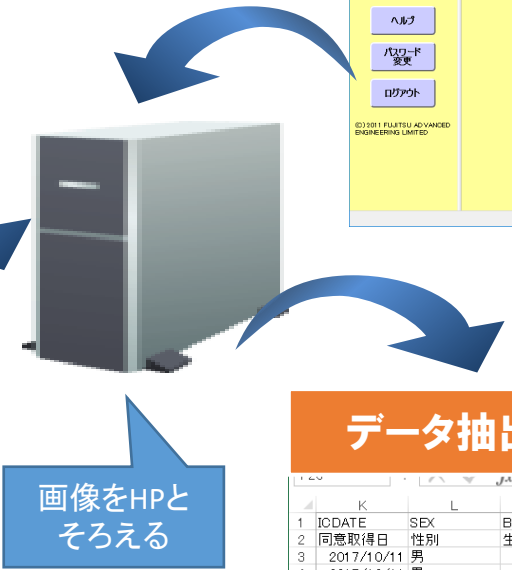 ヘルプ
パスワード
変更
ログアウト
(C)2011 FUJITSU ADVANCED
ENGINEERING LIMITED
画像をHPと
そろえる
データ抽
K L
1 ICDATE SEX
2 同意取得日 性別
3 2017/10/11 男